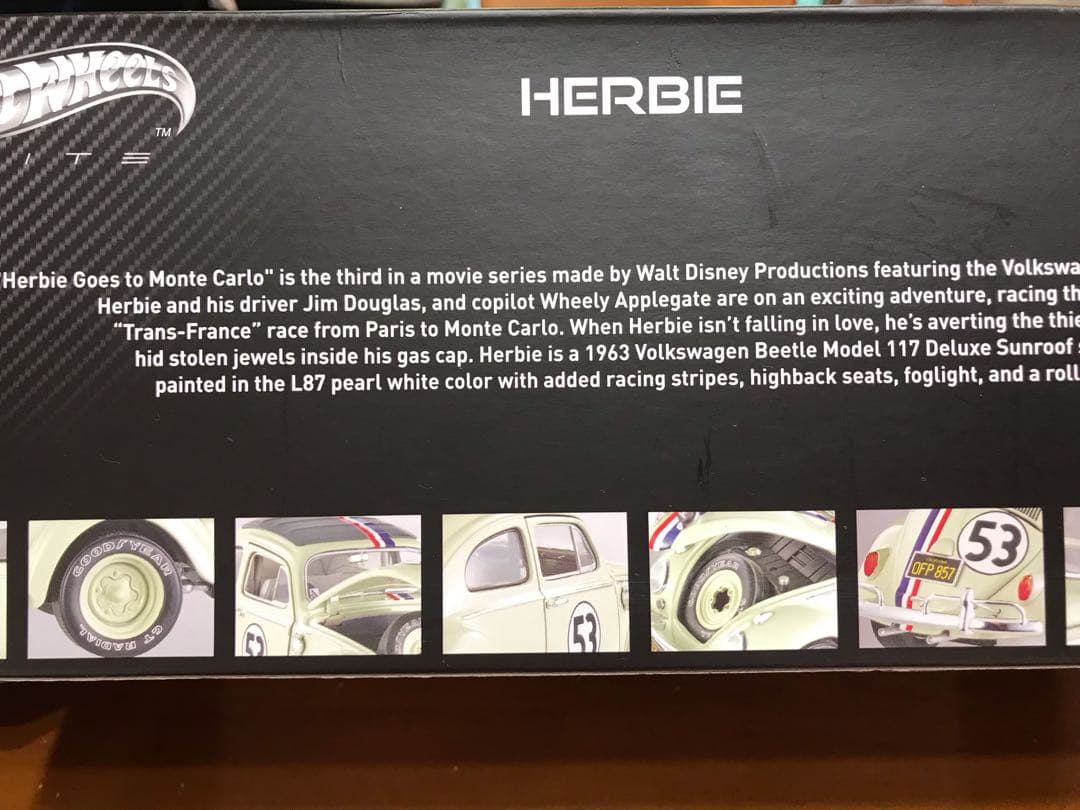 WHEELS
TM
HERBIE
"Herbie Goes to Monte Carlo" is the third in a movie series made by Walt Disney Productions featuring the
Herbie and his driver Jim Douglas, and copilot Wheely Applegate are on an exciting adventure, racing
“Trans-France” race from Paris to Monte Carlo. When Herbie isn’t falling in love, he’s averting the
hid stolen jewels inside his gas cap. Herbie is a 1963 Volkswagen Beetle Model 117 Deluxe Sunroof
painted in the L87 pearl white color with added racing stripes, highback seats, foglight, and a
GOODYEAR
GT RADIAL
53
53
GOODYEAR
53
OFP 857